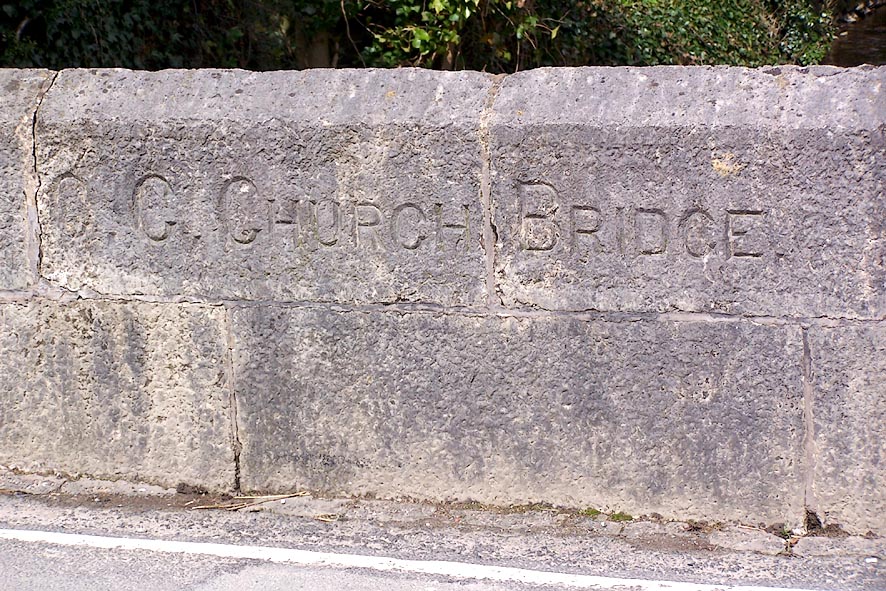 C. C. CHURCH BRIDGE.